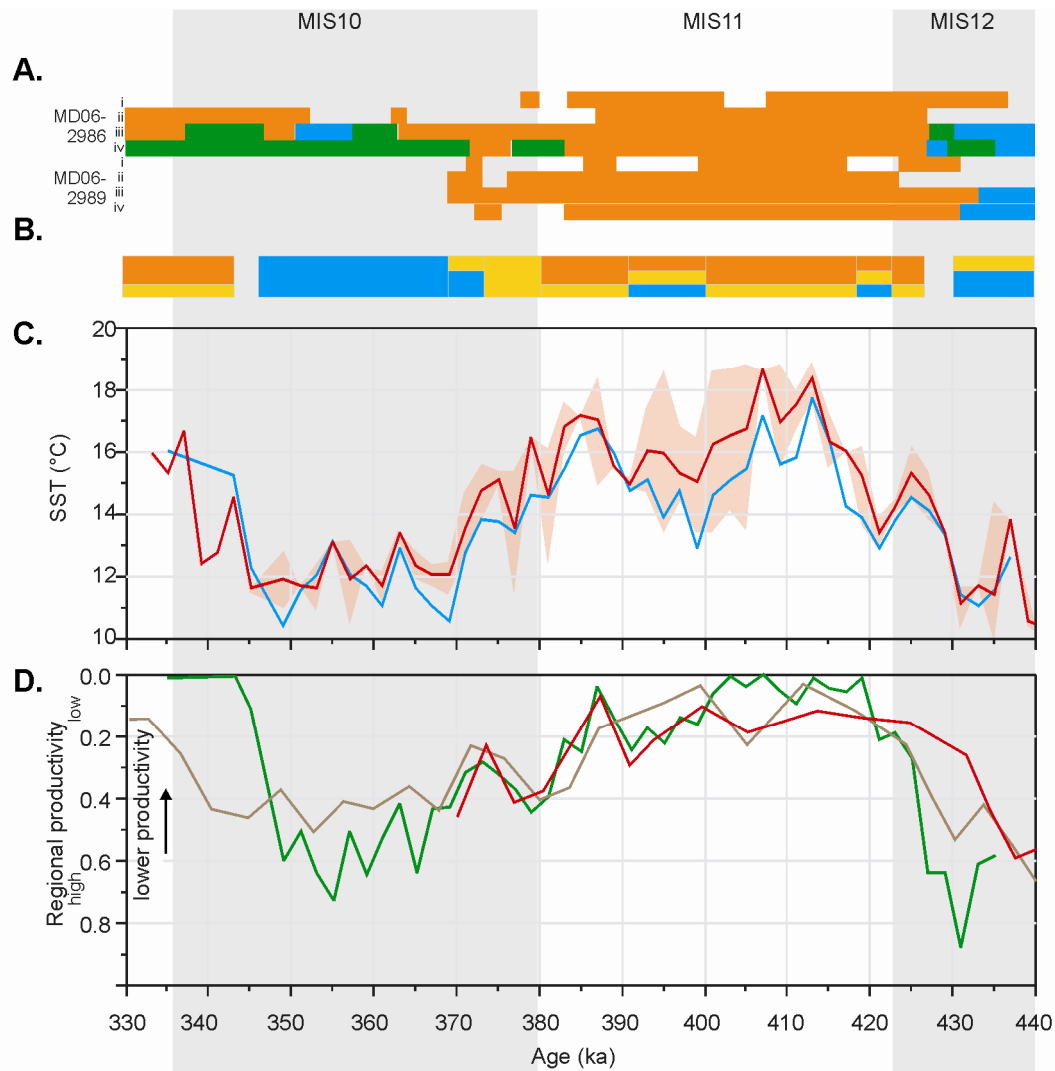 MIS10 MIS11 MIS12
A.
i
MD06- ii
2986 iii
iv
i
MD06- ii
2989 iii
iv
B.
C.
20
18
16
14
12
10
SST (°C)
D.
0.0
0.2
0.4
0.6
0.8
Regional productivity
high low
lower productivity
330 340 350 360 370 380 390 400 410 420 430 440
Age (ka)